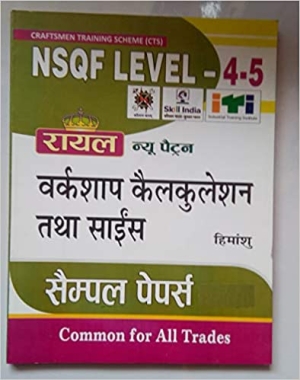 CRAFTSMEN TRAINING SCHEME (CTS)
NSQF LEVEL - 4-5
Skill India
iti
रायल न्यू पैट्रन
वर्कशाप कैलकुलेशन
तथा साइंस
हिमांशु
सैम्पल पेपर्स
Common for All Trades